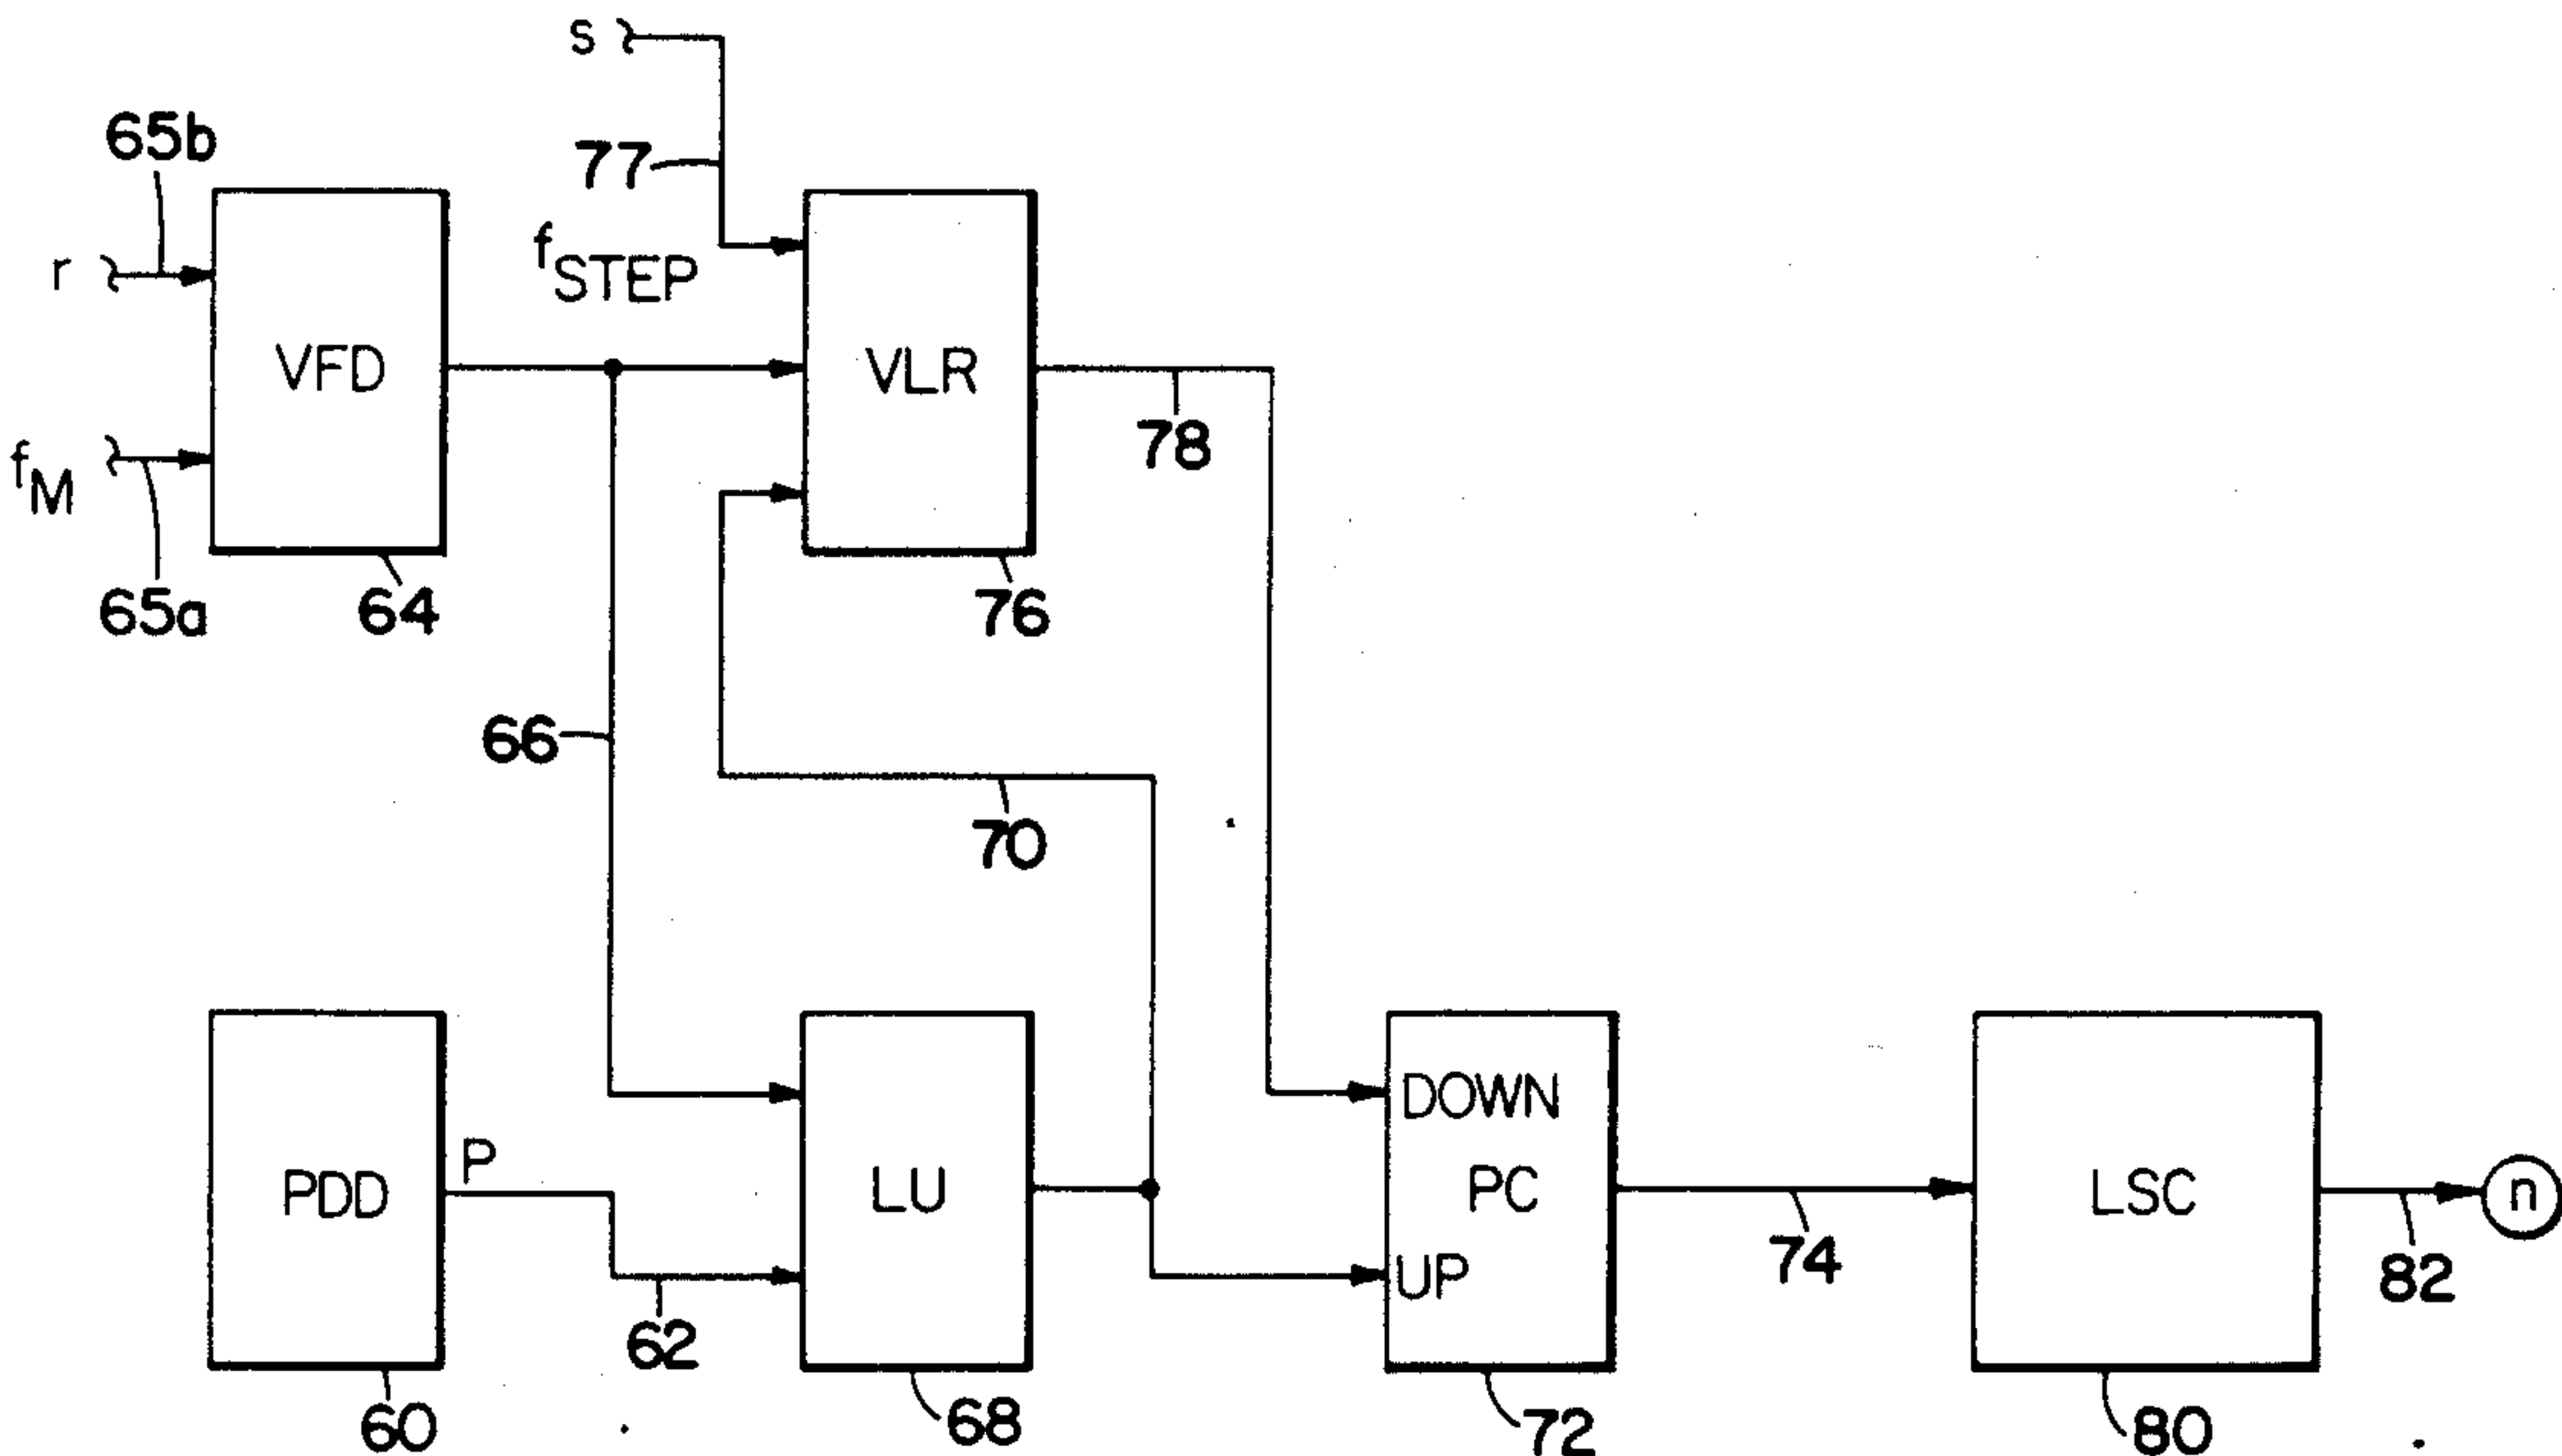 s
65b
77
fSTEP
r
VFD
VLR
78
fM
65a
64
76
66
70
DOWN
P
PDD
LU
PC
LSC
n
UP
74
82
62
60
68
72
80